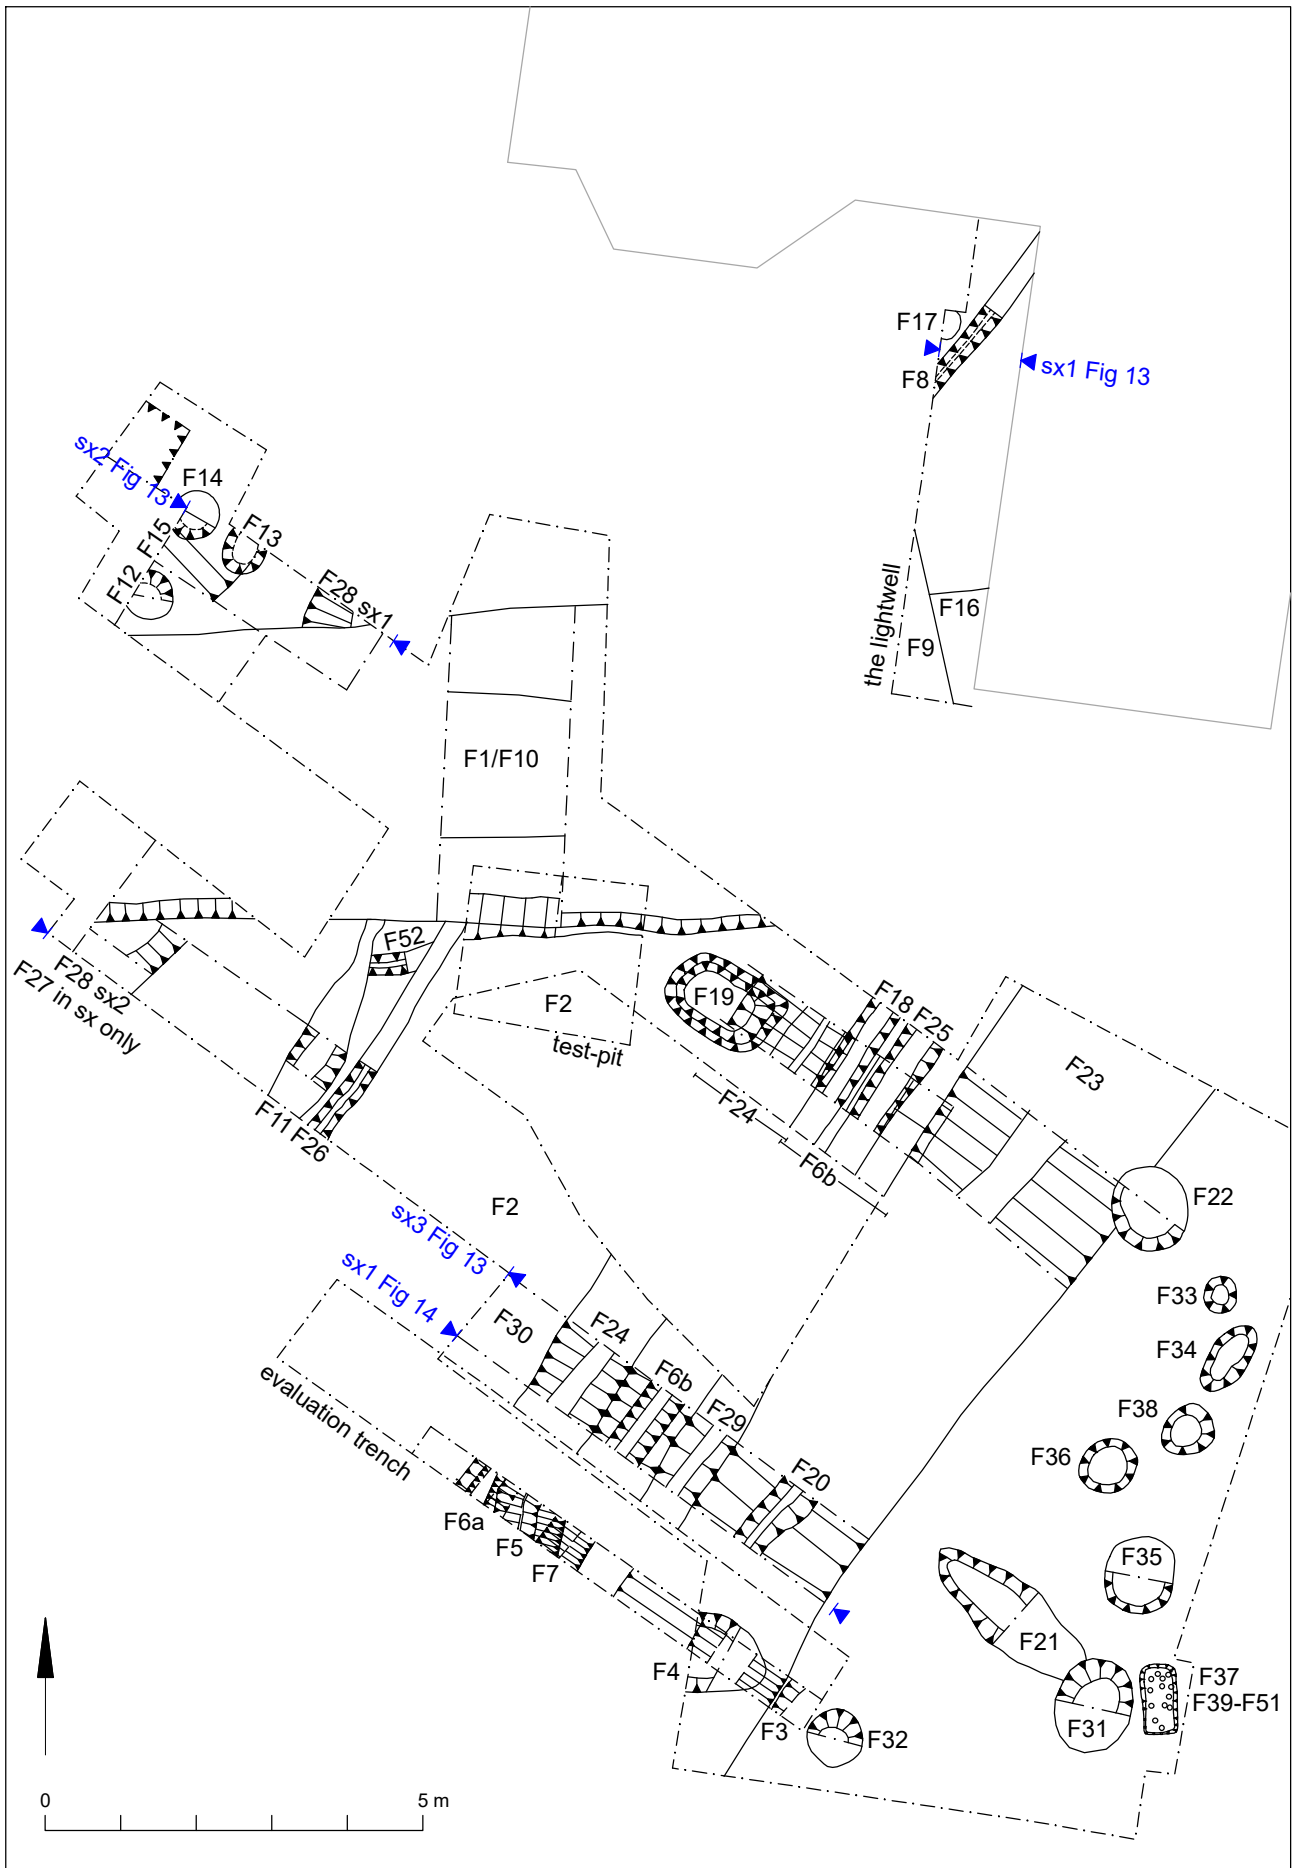 F17
sx1 Fig 13
F8
sx2 Fig 13
F14
F15
F13
F12
F28 sx1
the lightwell
F16
F9
F1/F10
F52
F28 sx2
F27 in sx only
F2
test-pit
F19
F18
F25
F23
F24
F6b
F11
F26
F22
F2
sx3 Fig 13
sx1 Fig 14
F30
F24
F6b
F29
F20
F33
F34
F38
F36
evaluation trench
F6a
F5
F7
F35
F21
F4
F3
F32
F31
F37
F39-F51
0
5 m